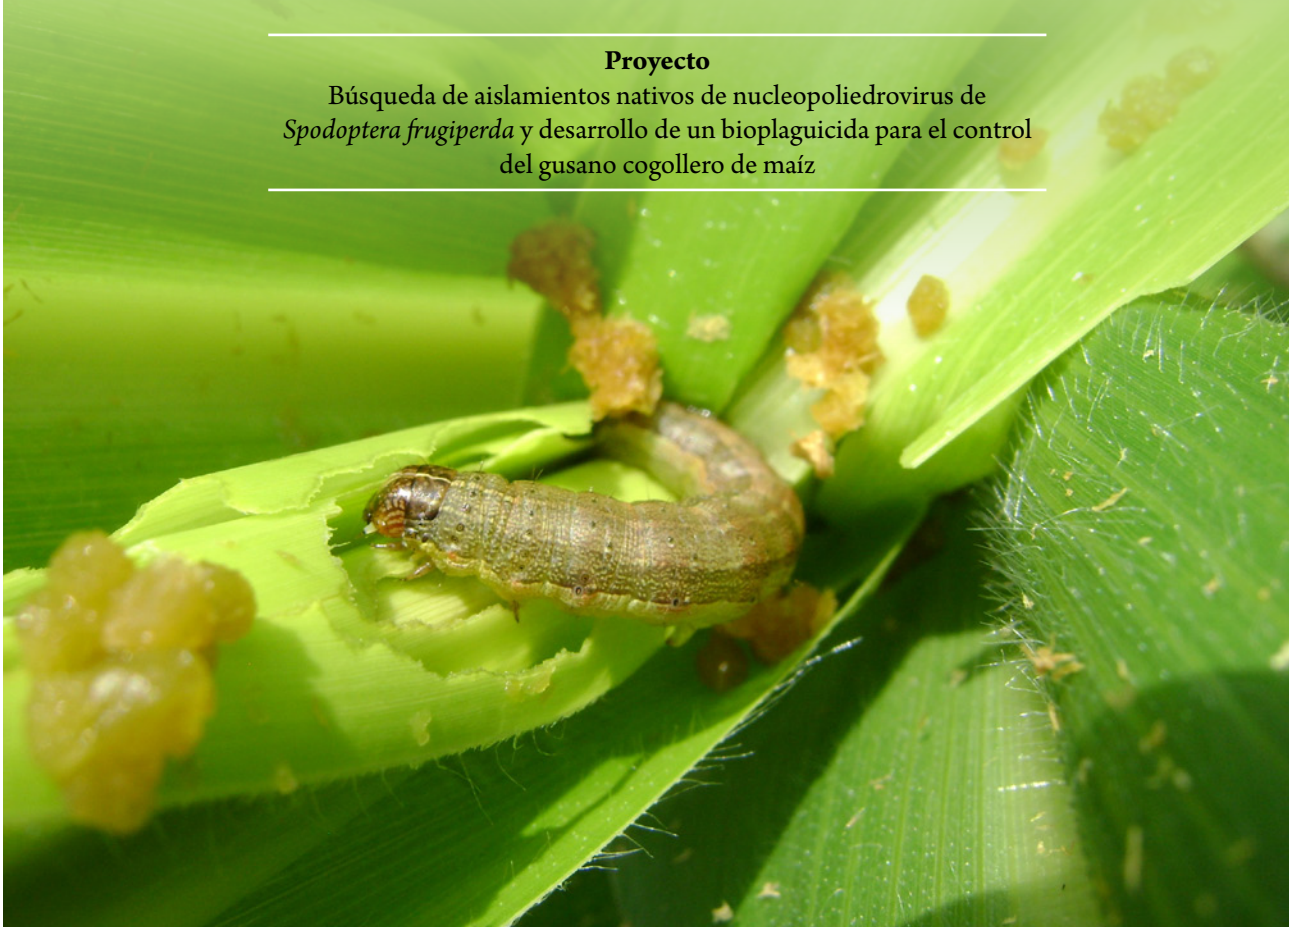 Proyecto
Búsqueda de aislamientos nativos de nucleopoliedrovirus de
Spodoptera frugiperda y desarrollo de un bioplaguicida para el control
del gusano cogollero de maíz